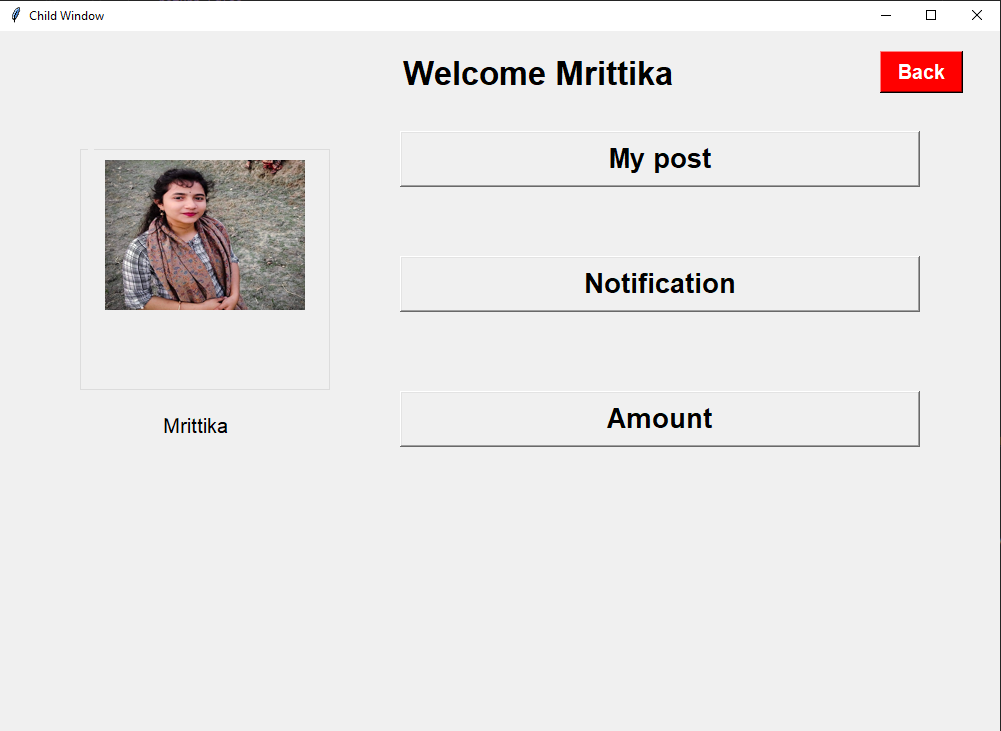 Child Window
Welcome Mrittika
Back
My post
Notification
Amount
Mrittika